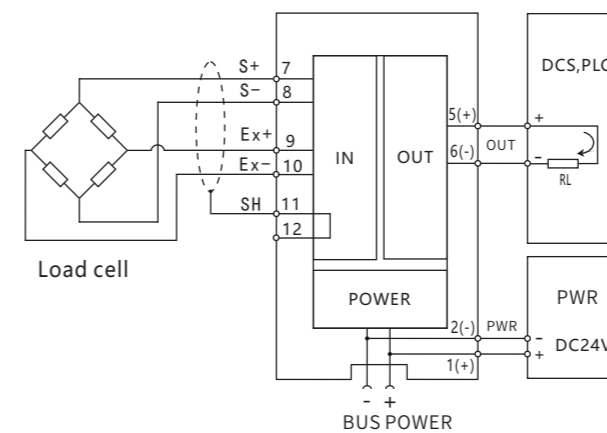 S+ 7
S- 8
Ex+ 9
Ex- 10
SH 11
12
Load cell
IN
OUT
POWER
5(+)
6(-)
OUT
DCS,PLC
+
-
RL
2(-)
PWR
1(+)
PWR
-
+
DC24V
- +
BUS POWER